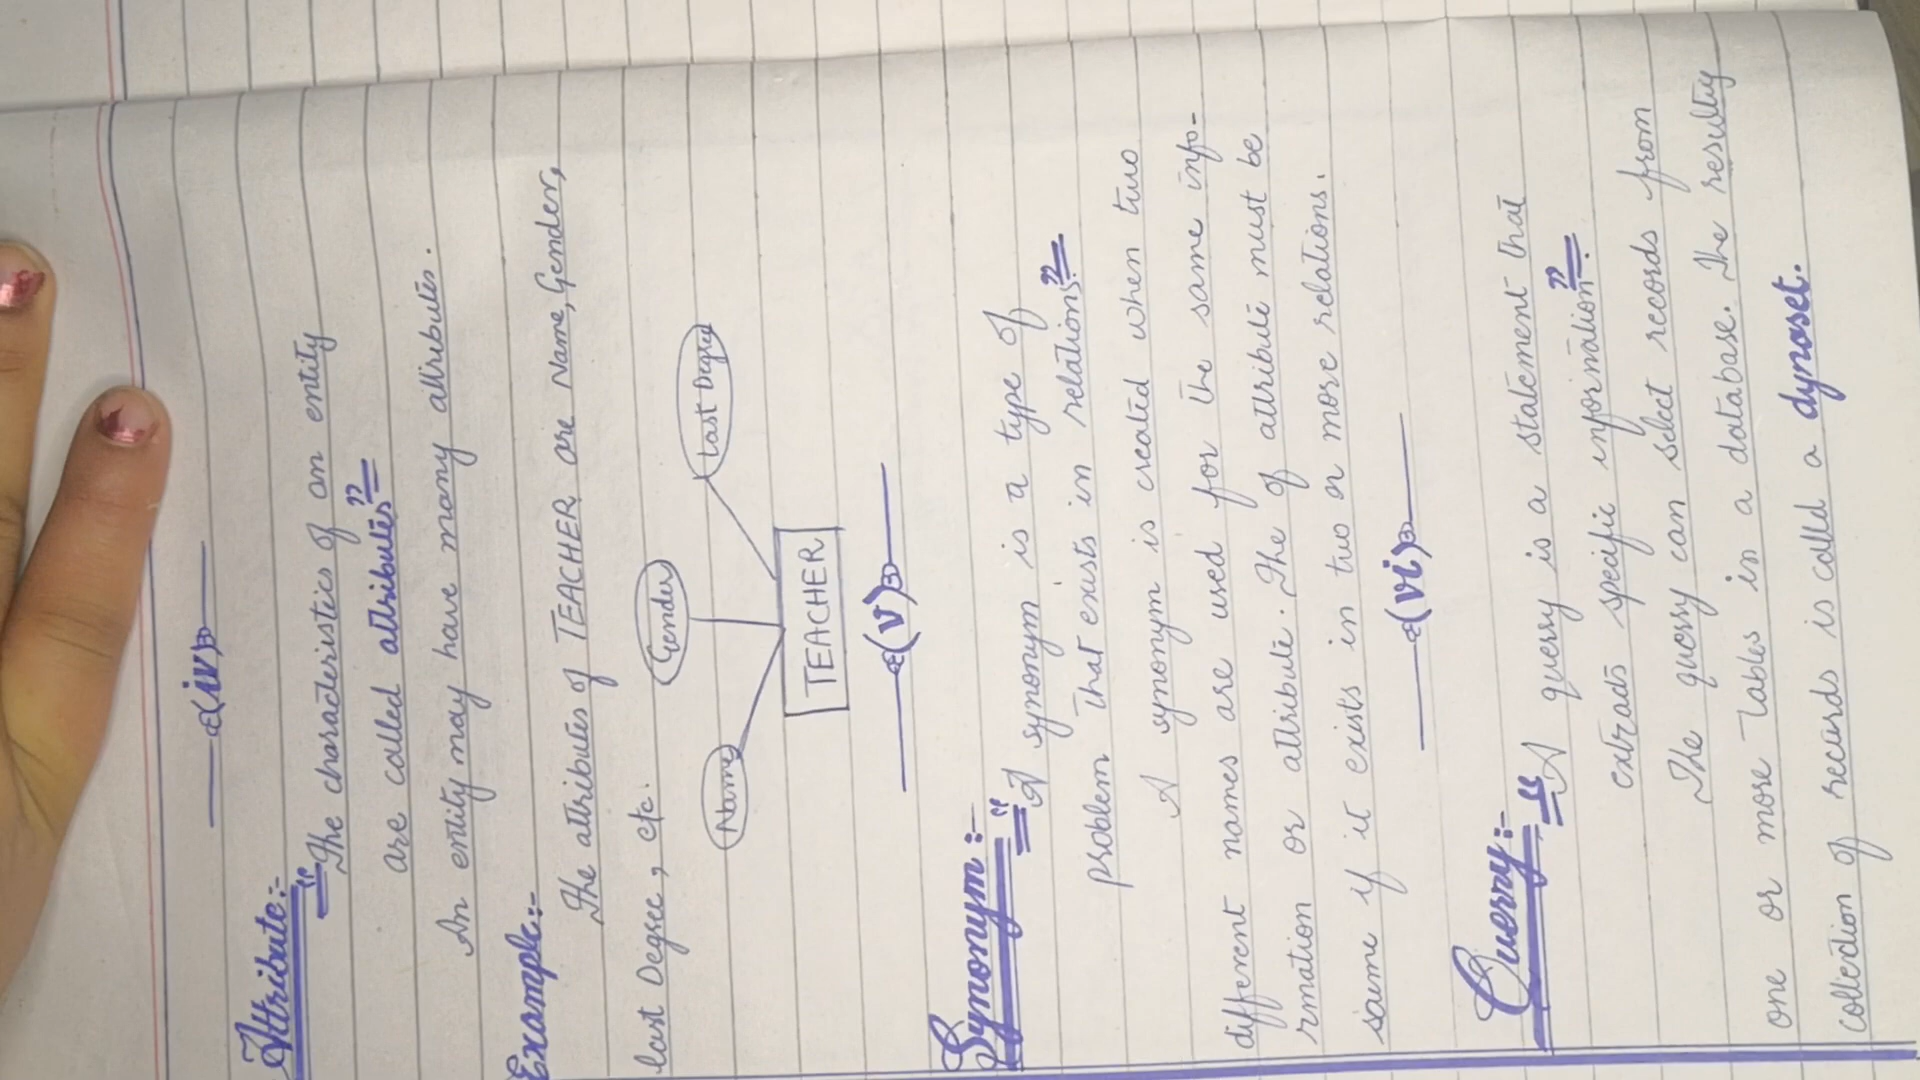 (iv)
Attribute:-
"The characteristics of an entity
are called attributes"
An entity may have many attributes.
Example:-
The attributes of TEACHER are Name, Gender,
last Degree, etc.
Name
Gender
Last Degree
TEACHER
(v)
Synonym:-
"A synonym is a type of
problem that exists in relations."
A synonym is created when two
different names are used for the same info-
rmation or attribute. The of attribute must be
same if it exists in two or more relations.
(vi)
Querry:-
"A querry is a statement that
extracts specific information".
The querry can select records from
one or more tables in a database. The resulty
collection of records is called a dynaset.